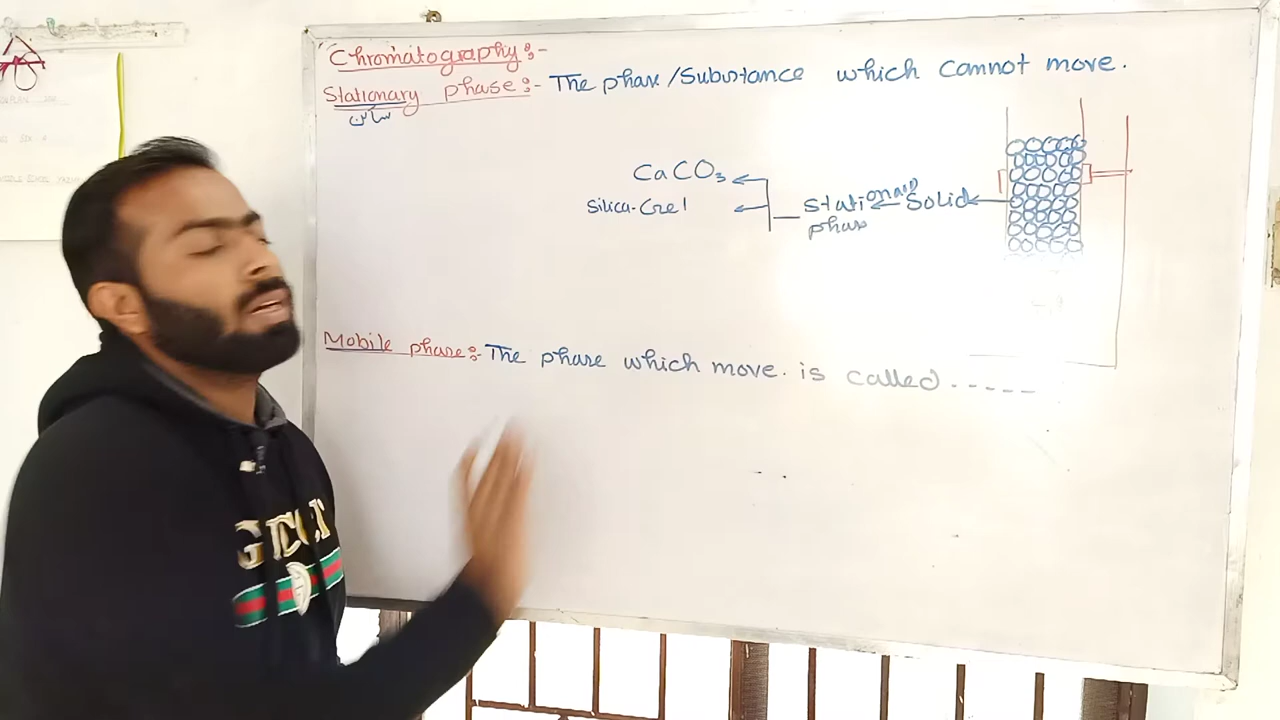 Chromatography:-
Stationary phase:- The phase/Substance which cannot move.
ساکن
CaCO3
Silica-Gel
Stationary phase
Solid
Mobile phase:- The phase which move. is called -----
GUCCI